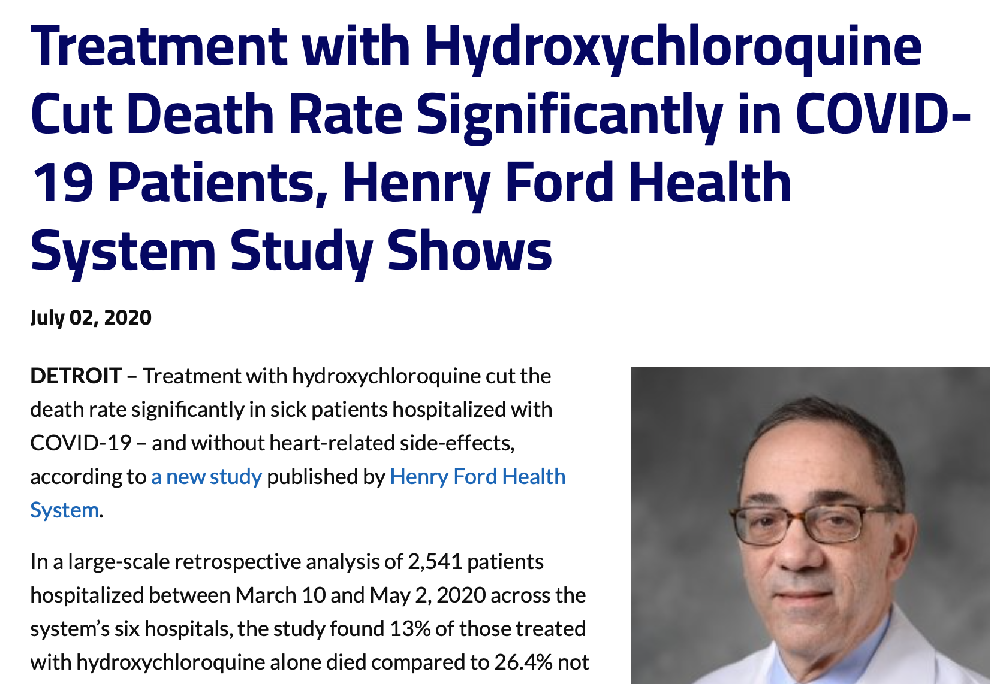 Treatment with Hydroxychloroquine
Cut Death Rate Significantly in COVID-
19 Patients, Henry Ford Health
System Study Shows
July 02, 2020
DETROIT – Treatment with hydroxychloroquine cut the
death rate significantly in sick patients hospitalized with
COVID-19 – and without heart-related side-effects,
according to a new study published by Henry Ford Health
System.
In a large-scale retrospective analysis of 2,541 patients
hospitalized between March 10 and May 2, 2020 across the
system’s six hospitals, the study found 13% of those treated
with hydroxychloroquine alone died compared to 26.4% not